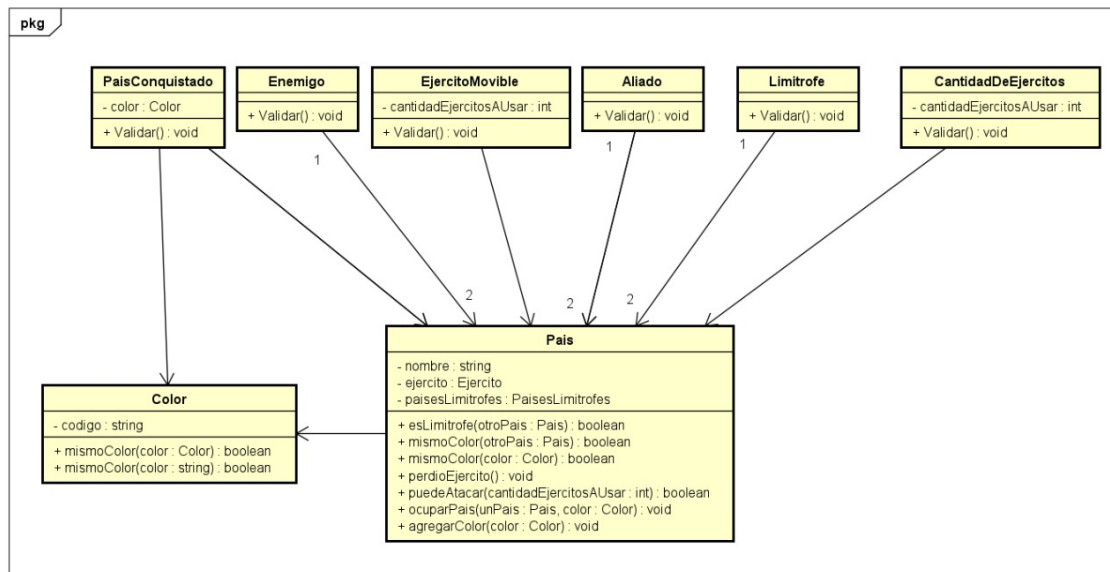 pkg
PaisConquistado
- color : Color
+ Validar() : void
Enemigo
+ Validar() : void
EjercitoMovible
- cantidadEjercitosAUsar : int
+ Validar() : void
Aliado
+ Validar() : void
Limitrofe
+ Validar() : void
CantidadDeEjercitos
- cantidadEjercitosAUsar : int
+ Validar() : void
1
1
1
2
2
2
Pais
- nombre : string
- ejercito : Ejercito
- paisesLimitrofes : PaisesLimitrofes
+ esLimitrofe(otroPais : Pais) : boolean
+ mismoColor(otroPais : Pais) : boolean
+ mismoColor(color : Color) : boolean
+ perdioEjercito() : void
+ puedeAtacar(cantidadEjercitosAUsar : int) : boolean
+ ocuparPais(unPais : Pais, color : Color) : void
+ agregarColor(color : Color) : void
Color
- codigo : string
+ mismoColor(color : Color) : boolean
+ mismoColor(color : string) : boolean